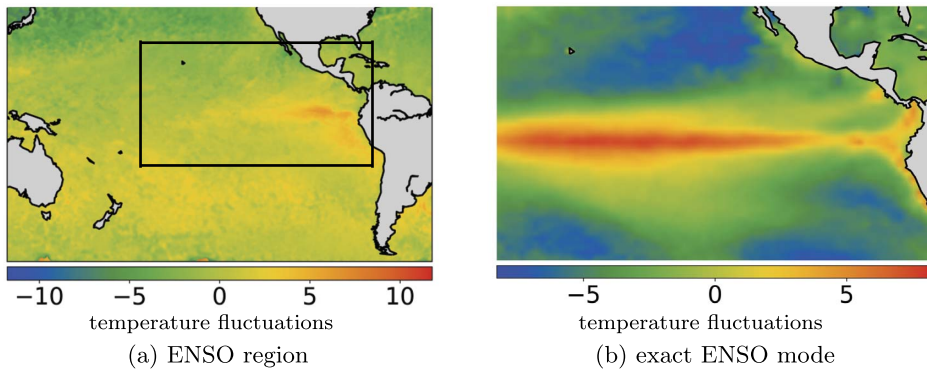 −10 −5 0 5 10
temperature fluctuations
(a) ENSO region
−5 0 5
temperature fluctuations
(b) exact ENSO mode